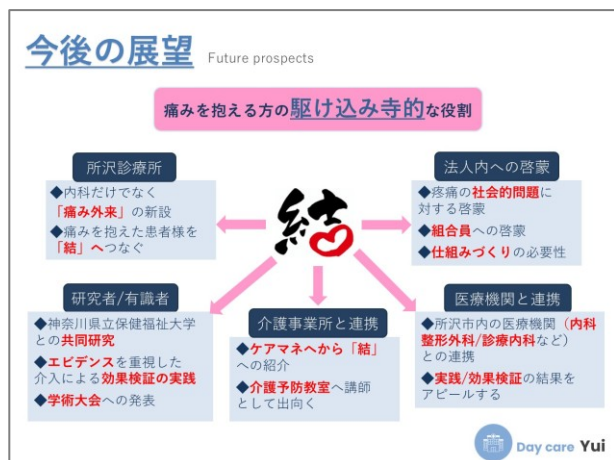 今後の展望 Future prospects
痛みを抱える方の駆け込み寺的な役割
所沢診療所
◆内科だけでなく
「痛み外来」の新設
◆痛みを抱えた患者様を
「結」へつなぐ
結
法人内への啓蒙
◆疼痛の社会的問題に
対する啓蒙
◆組合員への啓蒙
◆仕組みづくりの必要性
研究者/有識者
◆神奈川県立保健福祉大学
との共同研究
◆エビデンスを重視した
介入による効果検証の実践
◆学術大会への発表
介護事業所と連携
◆ケアマネへから「結」
への紹介
◆介護予防教室へ講師
として出向く
医療機関と連携
◆所沢市内の医療機関(内科
整形外科/診療内科など)
との連携
◆実践/効果検証の結果を
アピールする
Day care Yui